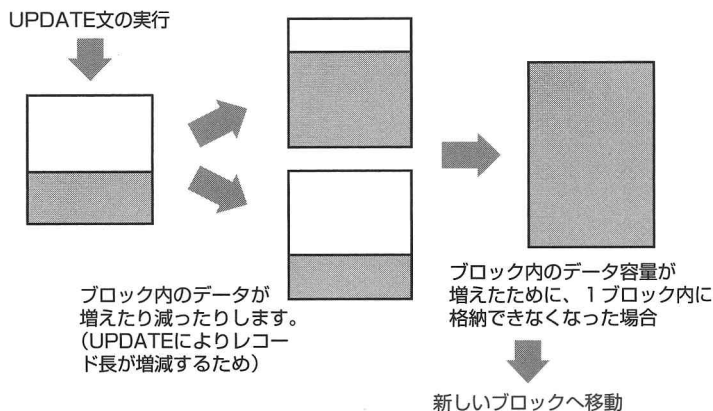 UPDATE文の実行
ブロック内のデータが
増えたり減ったりします。
（UPDATEによりレコー
ド長が増減するため）
ブロック内のデータ容量が
増えたために、１ブロック内に
格納できなくなった場合
新しいブロックへ移動